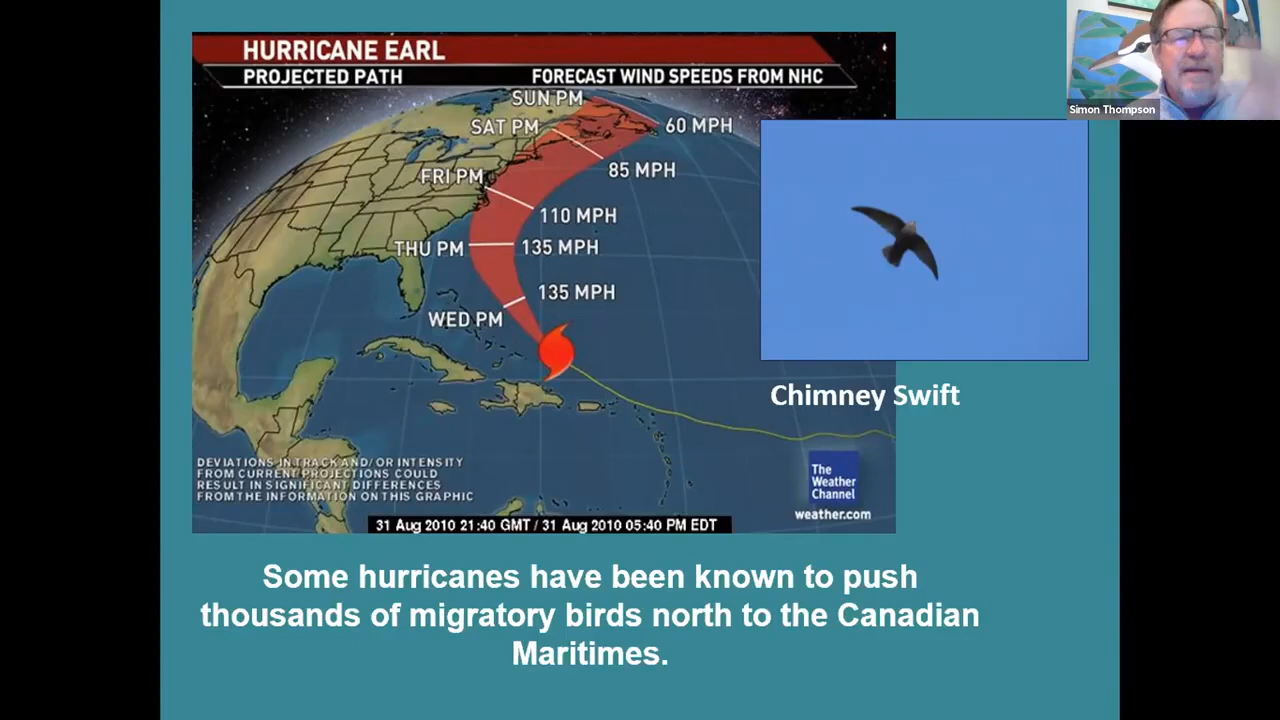 HURRICANE EARL
PROJECTED PATH
FORECAST WIND SPEEDS FROM NHC
SUN PM
SAT PM
60 MPH
85 MPH
FRI PM
110 MPH
THU PM
135 MPH
135 MPH
WED PM
DEVIATIONS IN TRACK AND/OR INTENSITY
FROM CURRENT PROJECTIONS COULD
RESULT IN SIGNIFICANT DIFFERENCES
FROM THE INFORMATION ON THIS GRAPHIC
The
Weather
Channel
weather.com
31 Aug 2010 21:40 GMT / 31 Aug 2010 05:40 PM EDT
Simon Thompson
Chimney Swift
Some hurricanes have been known to push
thousands of migratory birds north to the Canadian
Maritimes.